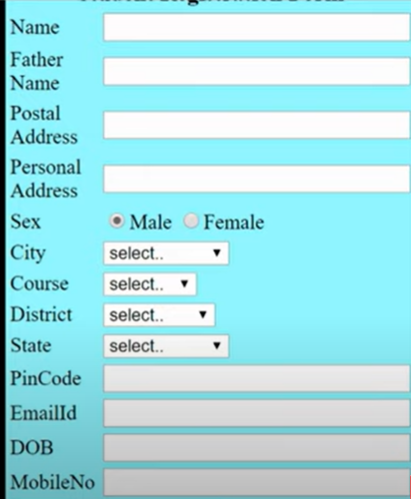 Name
Father
Name
Postal
Address
Personal
Address
Sex Male Female
City select..
Course select..
District select..
State select..
PinCode
EmailId
DOB
MobileNo